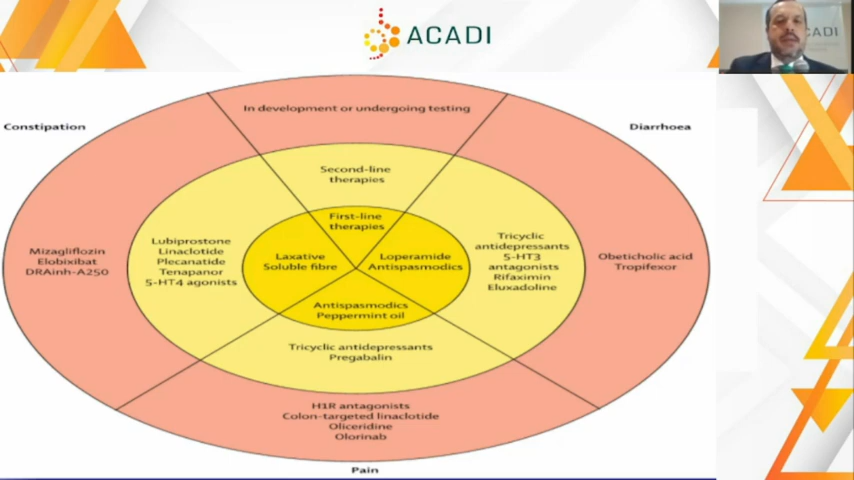 ACADI
ACADI
In development or undergoing testing
Constipation
Diarrhoea
Second-line
therapies
First-line
therapies
Mizagliflozin
Elobixibat
DRAinh-A250
Lubiprostone
Linaclotide
Plecanatide
Tenapanor
5-HT4 agonists
Laxative
Soluble fibre
Loperamide
Antispasmodics
Tricyclic
antidepressants
5-HT3
antagonists
Rifaximin
Eluxadoline
Obeticholic acid
Tropifexor
Antispasmodics
Peppermint oil
Tricyclic antidepressants
Pregabalin
H1R antagonists
Colon-targeted linaclotide
Oliceridine
Olorinab
Pain